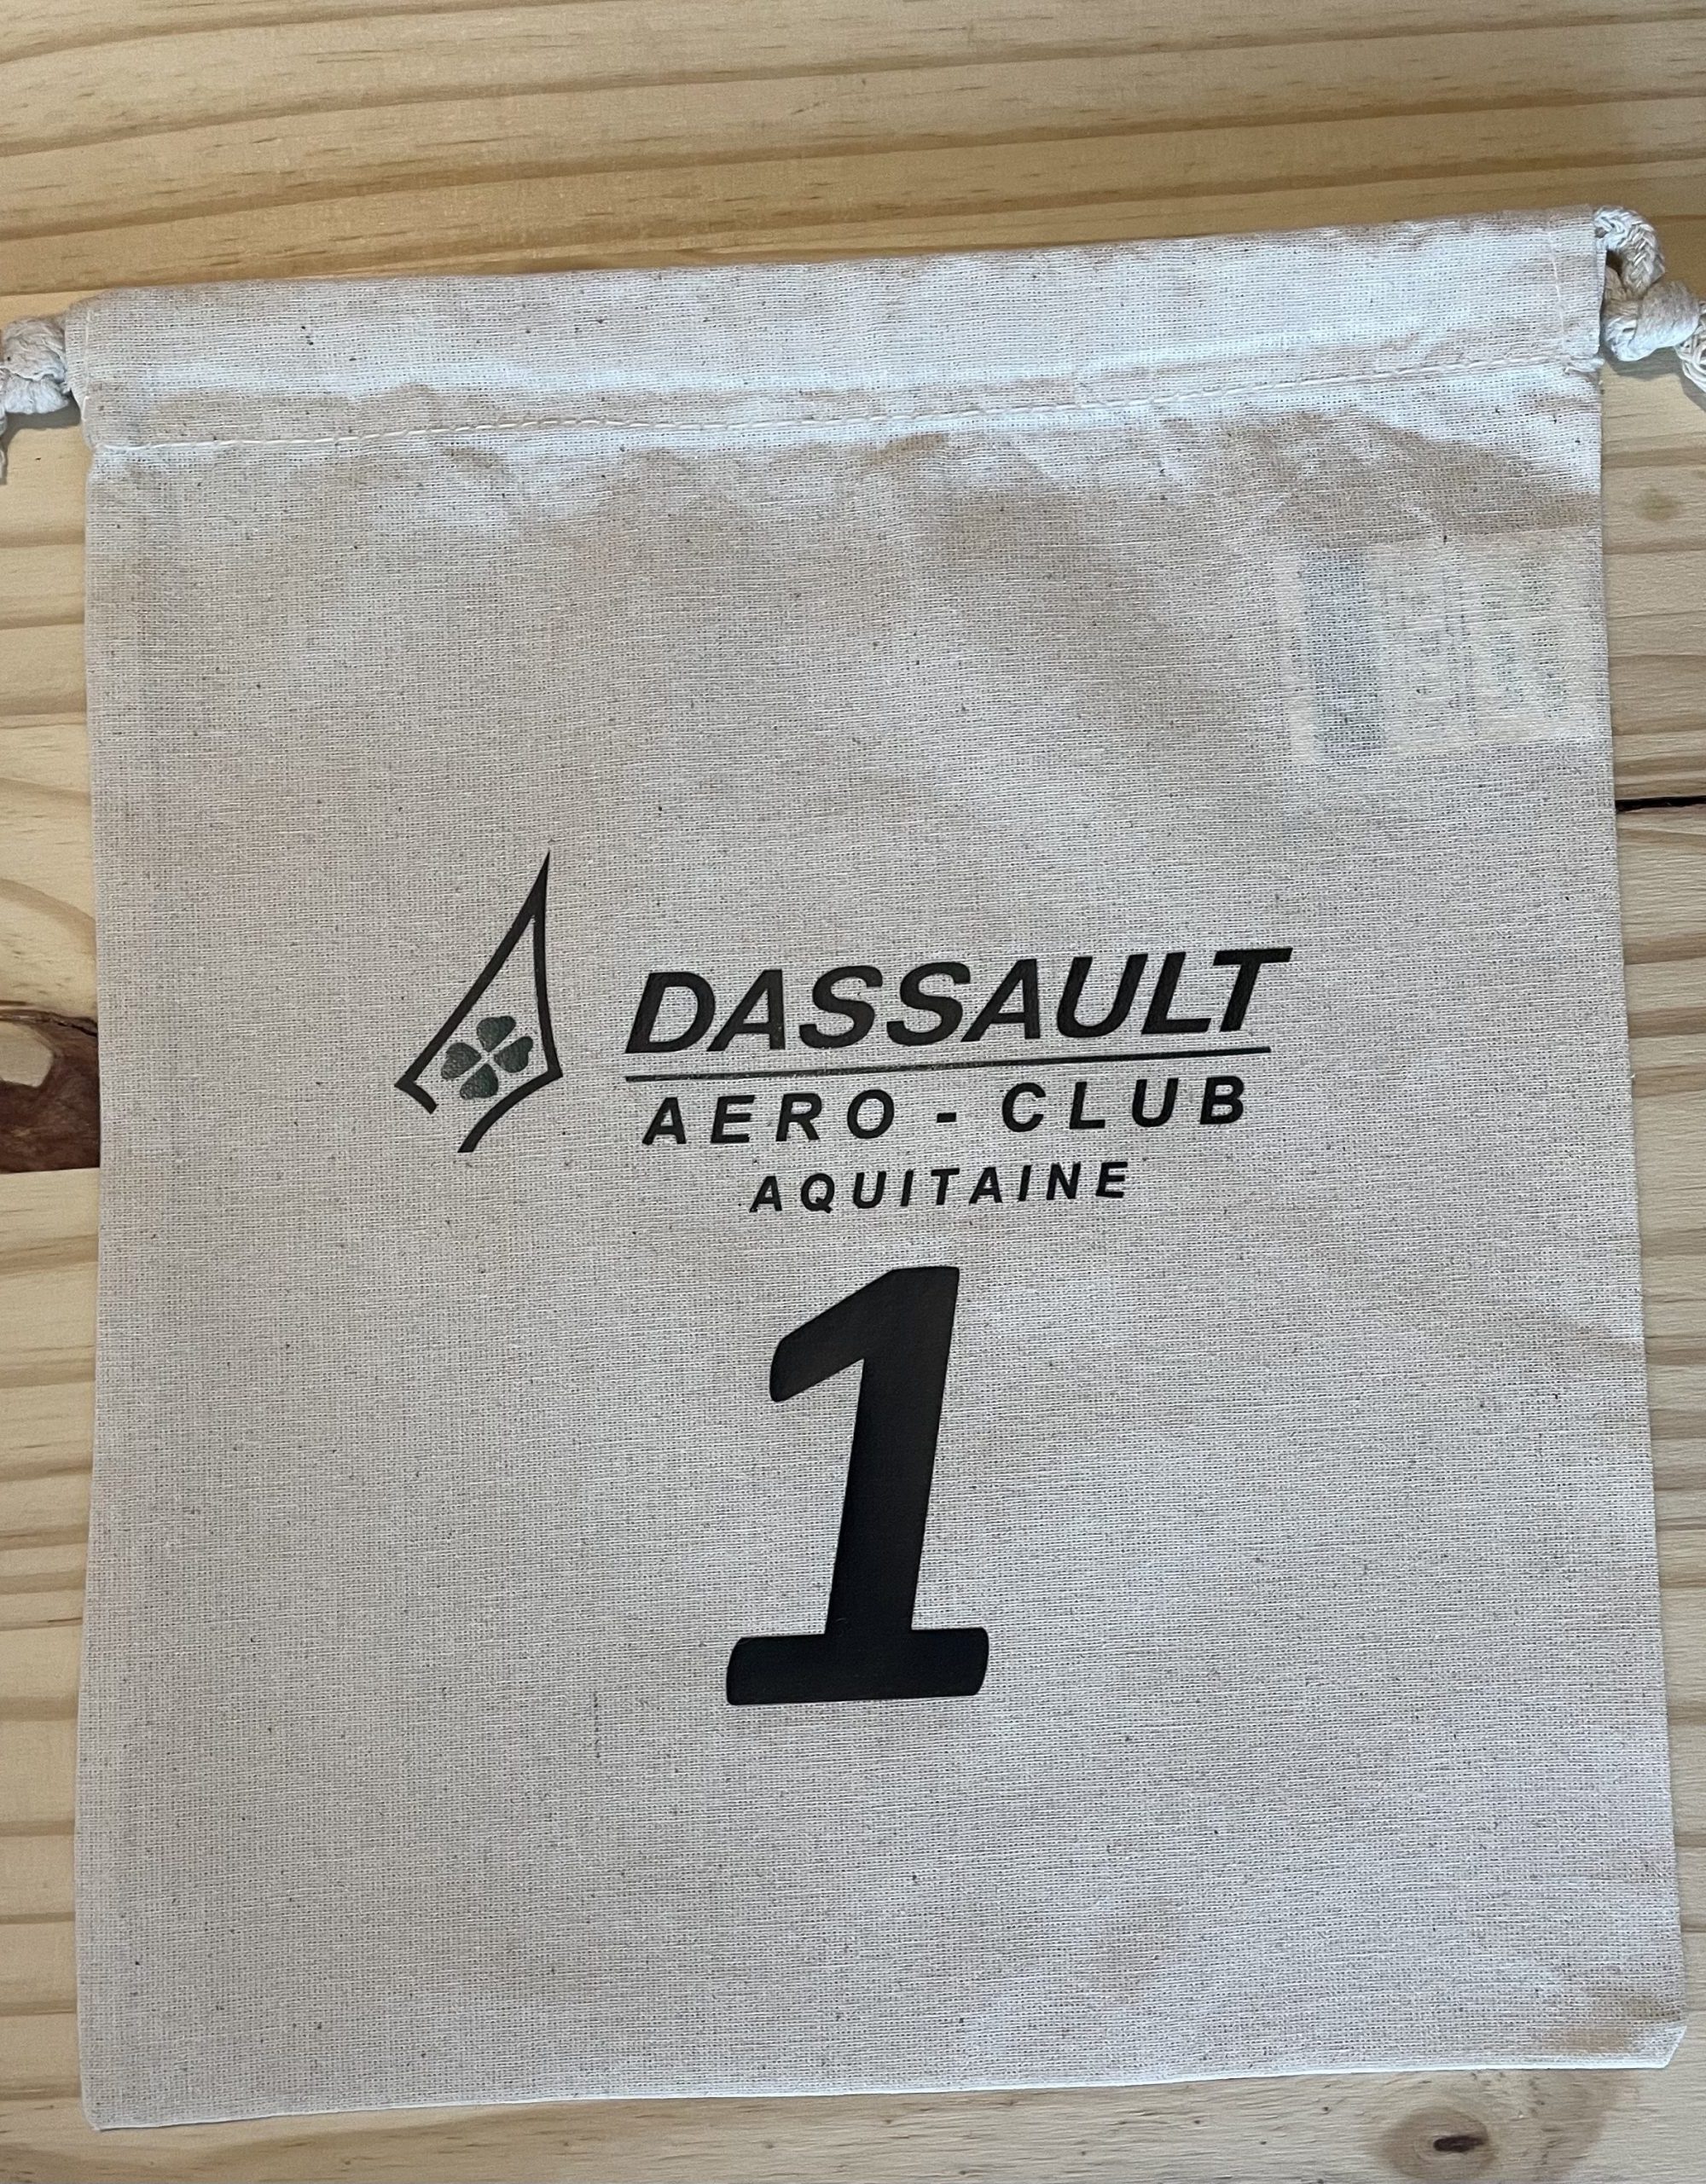 DASSAULT
AERO - CLUB
AQUITAINE
1